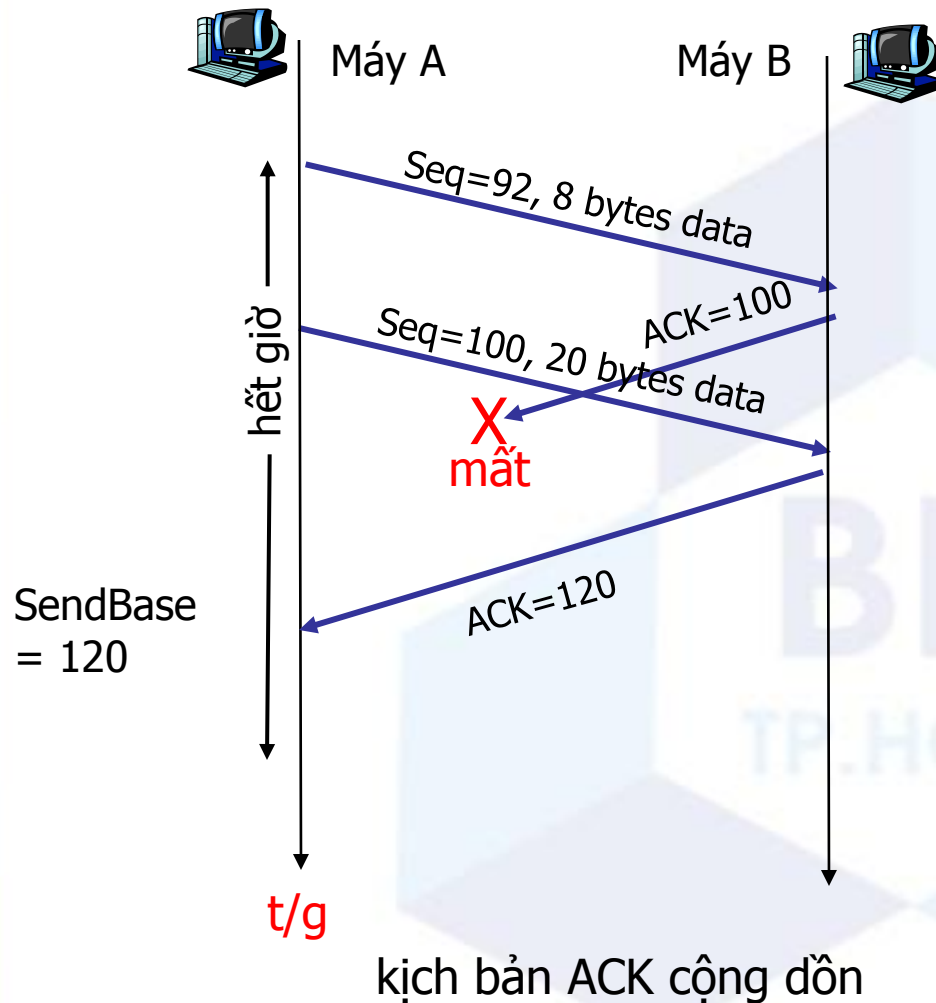 Máy A
Máy B
Seq=92, 8 bytes data
ACK=100
hết giờ
Seq=100, 20 bytes data
X
mất
ACK=120
SendBase
= 120
t/g
kịch bản ACK cộng dồn
TP.H